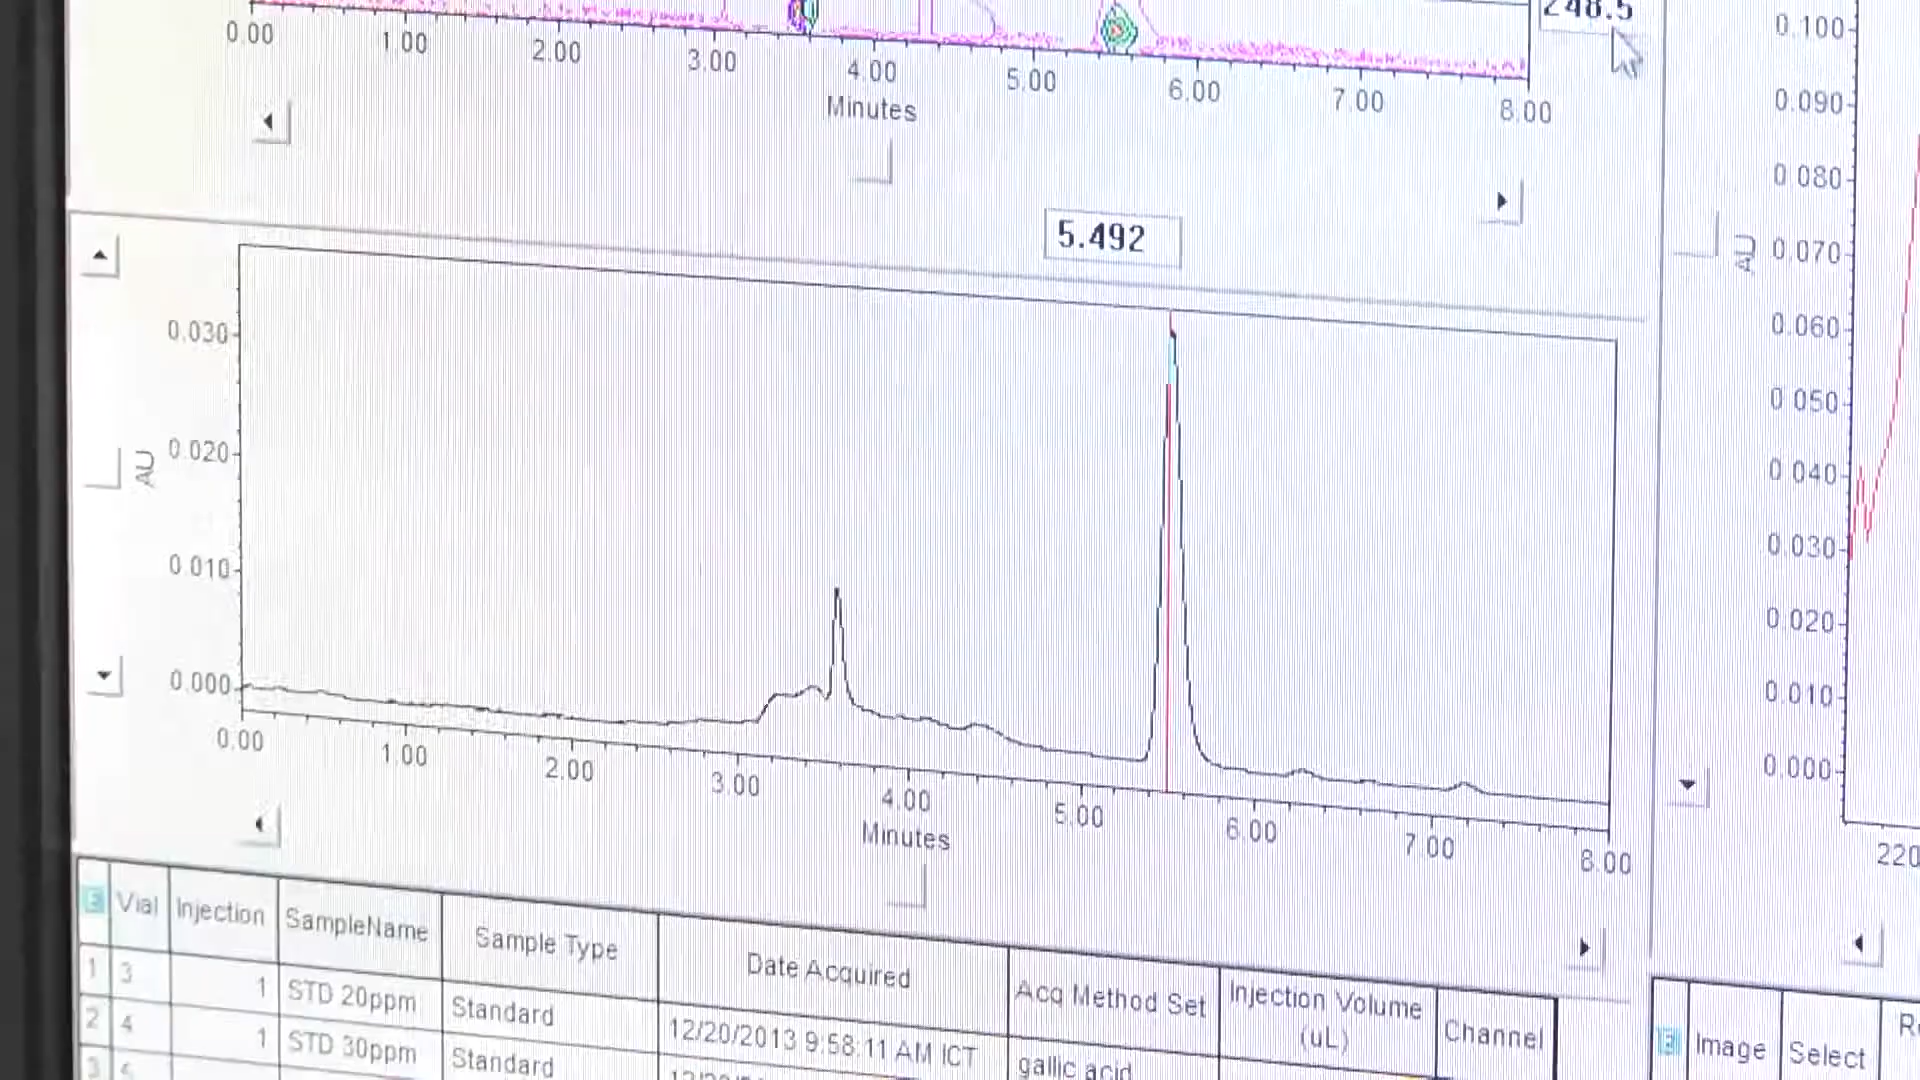 248.5
0.00 1.00 2.00 3.00 4.00 5.00 6.00 7.00 8.00
Minutes
5.492
0.030
0.020
0.010
0.000
AU
0.00 1.00 2.00 3.00 4.00 5.00 6.00 7.00 8.00
Minutes
0.100
0.090
0.080
0.070
0.060
0.050
0.040
0.030
0.020
0.010
0.000
AU
220
Vial Injection SampleName Sample Type Date Acquired Acq Method Set Injection Volume (uL) Channel
1 3 1 STD 20ppm Standard 12/20/2013 9:58:11 AM ICT gallic acid
2 4 1 STD 30ppm Standard
3
Image Select